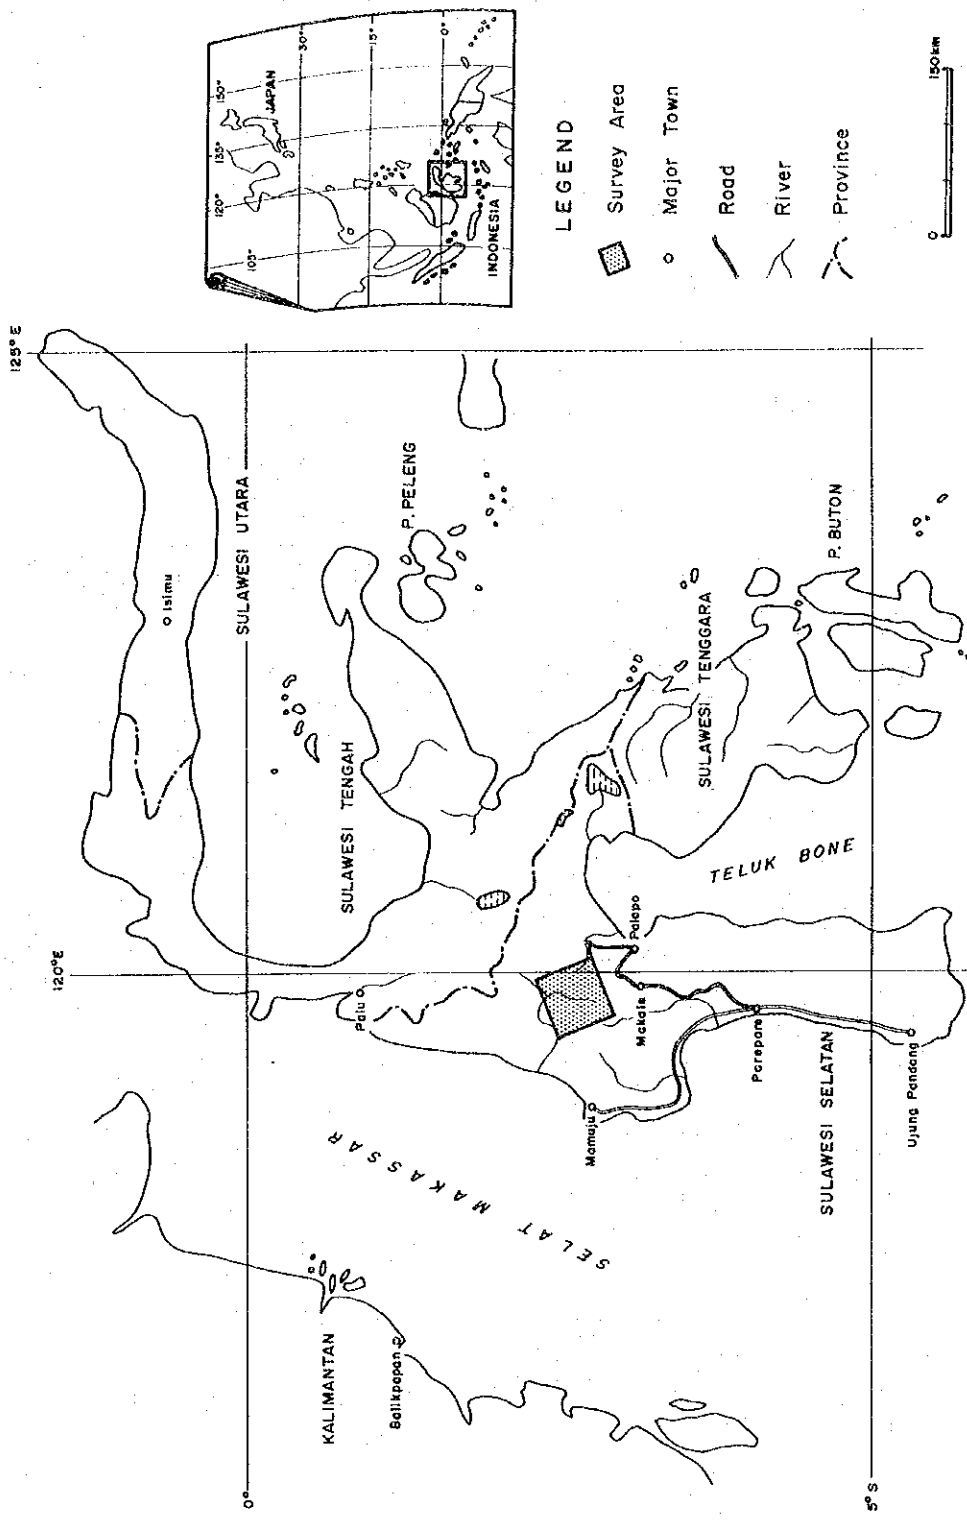 125°E
120°E
0°
5°S
SULAWESI UTARA
Isimu
P. PELENG
SULAWESI TENGAH
SULAWESI TENGGARA
P. BUTON
TELUK BONE
Palu
Palopo
Makale
Mamuju
Parepare
SULAWESI SELATAN
Ujung Pandang
SELAT MAKASSAR
KALIMANTAN
Balikpapan
105°
120°
135°
150°
30°
15°
0°
JAPAN
INDONESIA
LEGEND
Survey Area
Major Town
Road
River
Province
0
150km